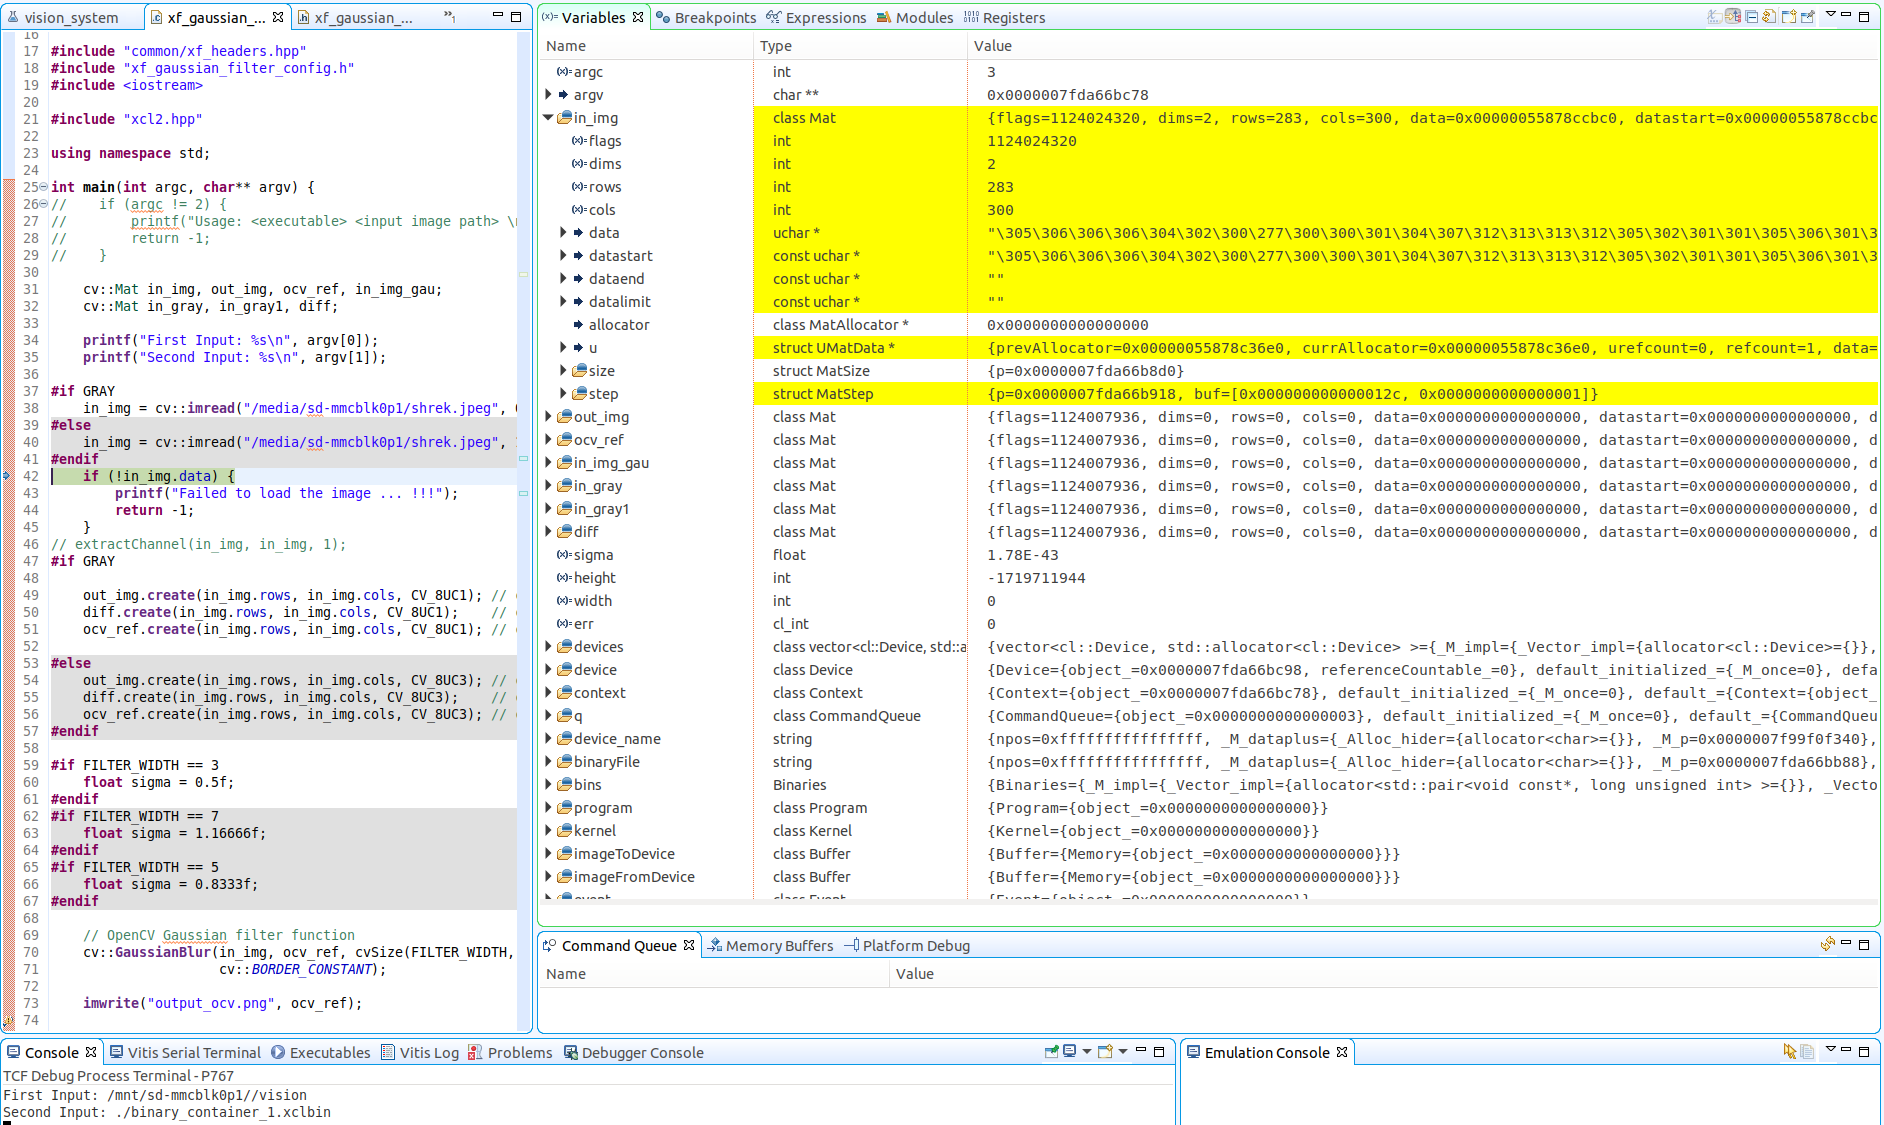 vision_system
xf_gaussian_...
xf_gaussian_...
»1
16
17 #include "common/xf_headers.hpp"
18 #include "xf_gaussian_filter_config.h"
19 #include <iostream>
20
21 #include "xcl2.hpp"
22
23 using namespace std;
24
25 int main(int argc, char** argv) {
26 //    if (argc != 2) {
27 //        printf("Usage: <executable> <input image path> \
28 //        return -1;
29 //    }
30
31     cv::Mat in_img, out_img, ocv_ref, in_img_gau;
32     cv::Mat in_gray, in_gray1, diff;
33
34     printf("First Input: %s\n", argv[0]);
35     printf("Second Input: %s\n", argv[1]);
36
37 #if GRAY
38     in_img = cv::imread("/media/sd-mmcblk0p1/shrek.jpeg",
39 #else
40     in_img = cv::imread("/media/sd-mmcblk0p1/shrek.jpeg",
41 #endif
42     if (!in_img.data) {
43         printf("Failed to load the image ... !!!");
44         return -1;
45     }
46 // extractChannel(in_img, in_img, 1);
47 #if GRAY
48
49     out_img.create(in_img.rows, in_img.cols, CV_8UC1); //
50     diff.create(in_img.rows, in_img.cols, CV_8UC1);    //
51     ocv_ref.create(in_img.rows, in_img.cols, CV_8UC1); //
52
53 #else
54     out_img.create(in_img.rows, in_img.cols, CV_8UC3); //
55     diff.create(in_img.rows, in_img.cols, CV_8UC3);    //
56     ocv_ref.create(in_img.rows, in_img.cols, CV_8UC3); //
57 #endif
58
59 #if FILTER_WIDTH == 3
60     float sigma = 0.5f;
61 #endif
62 #if FILTER_WIDTH == 7
63     float sigma = 1.16666f;
64 #endif
65 #if FILTER_WIDTH == 5
66     float sigma = 0.8333f;
67 #endif
68
69     // OpenCV Gaussian filter function
70     cv::GaussianBlur(in_img, ocv_ref, cvSize(FILTER_WIDTH,
71                      cv::BORDER_CONSTANT);
72
73     imwrite("output_ocv.png", ocv_ref);
74
(x)= Variables Breakpoints Expressions Modules Registers
Name Type Value
(x)= argc int 3
argv char ** 0x0000007fda66bc78
in_img class Mat {flags=1124024320, dims=2, rows=283, cols=300, data=0x00000055878ccbc0, datastart=0x00000055878ccbc
(x)= flags int 1124024320
(x)= dims int 2
(x)= rows int 283
(x)= cols int 300
data uchar * "\305\306\306\306\304\302\300\277\300\300\301\304\307\312\313\313\312\305\302\301\301\305\306\301\3
datastart const uchar * "\305\306\306\306\304\302\300\277\300\300\301\304\307\312\313\313\312\305\302\301\301\305\306\301\3
dataend const uchar * ""
datalimit const uchar * ""
allocator class MatAllocator * 0x0000000000000000
u struct UMatData * {prevAllocator=0x00000055878c36e0, currAllocator=0x00000055878c36e0, urefcount=0, refcount=1, data=
size struct MatSize {p=0x0000007fda66b8d0}
step struct MatStep {p=0x0000007fda66b918, buf=[0x000000000000012c, 0x0000000000000001]}
out_img class Mat {flags=1124007936, dims=0, rows=0, cols=0, data=0x0000000000000000, datastart=0x0000000000000000, d
ocv_ref class Mat {flags=1124007936, dims=0, rows=0, cols=0, data=0x0000000000000000, datastart=0x0000000000000000, d
in_img_gau class Mat {flags=1124007936, dims=0, rows=0, cols=0, data=0x0000000000000000, datastart=0x0000000000000000, d
in_gray class Mat {flags=1124007936, dims=0, rows=0, cols=0, data=0x0000000000000000, datastart=0x0000000000000000, d
in_gray1 class Mat {flags=1124007936, dims=0, rows=0, cols=0, data=0x0000000000000000, datastart=0x0000000000000000, d
diff class Mat {flags=1124007936, dims=0, rows=0, cols=0, data=0x0000000000000000, datastart=0x0000000000000000, d
(x)= sigma float 1.78E-43
(x)= height int -1719711944
(x)= width int 0
(x)= err cl_int 0
devices class vector<cl::Device, std::a {vector<cl::Device, std::allocator<cl::Device> >={_M_impl={_Vector_impl={allocator<cl::Device>={}},
device class Device {Device={object_=0x0000007fda66bc98, referenceCountable_=0}, default_initialized_={_M_once=0}, defa
context class Context {Context={object_=0x0000007fda66bc78}, default_initialized_={_M_once=0}, default_={Context={object_
q class CommandQueue {CommandQueue={object_=0x0000000000000003}, default_initialized_={_M_once=0}, default_={CommandQueu
device_name string {npos=0xffffffffffffffff, _M_dataplus={_Alloc_hider={allocator<char>={}}, _M_p=0x0000007f99f0f340},
binaryFile string {npos=0xffffffffffffffff, _M_dataplus={_Alloc_hider={allocator<char>={}}, _M_p=0x0000007fda66bb88},
bins Binaries {Binaries={_M_impl={_Vector_impl={allocator<std::pair<void const*, long unsigned int> >={}}, _Vecto
program class Program {Program={object_=0x0000000000000000}}
kernel class Kernel {Kernel={object_=0x0000000000000000}}
imageToDevice class Buffer {Buffer={Memory={object_=0x0000000000000000}}}
imageFromDevice class Buffer {Buffer={Memory={object_=0x0000000000000000}}}
event class Event {Event={object_=0x0000000000000000}}
Command Queue Memory Buffers Platform Debug
Name Value
Console Vitis Serial Terminal Executables Vitis Log Problems Debugger Console
TCF Debug Process Terminal - P767
First Input: /mnt/sd-mmcblk0p1//vision
Second Input: ./binary_container_1.xclbin
Emulation Console